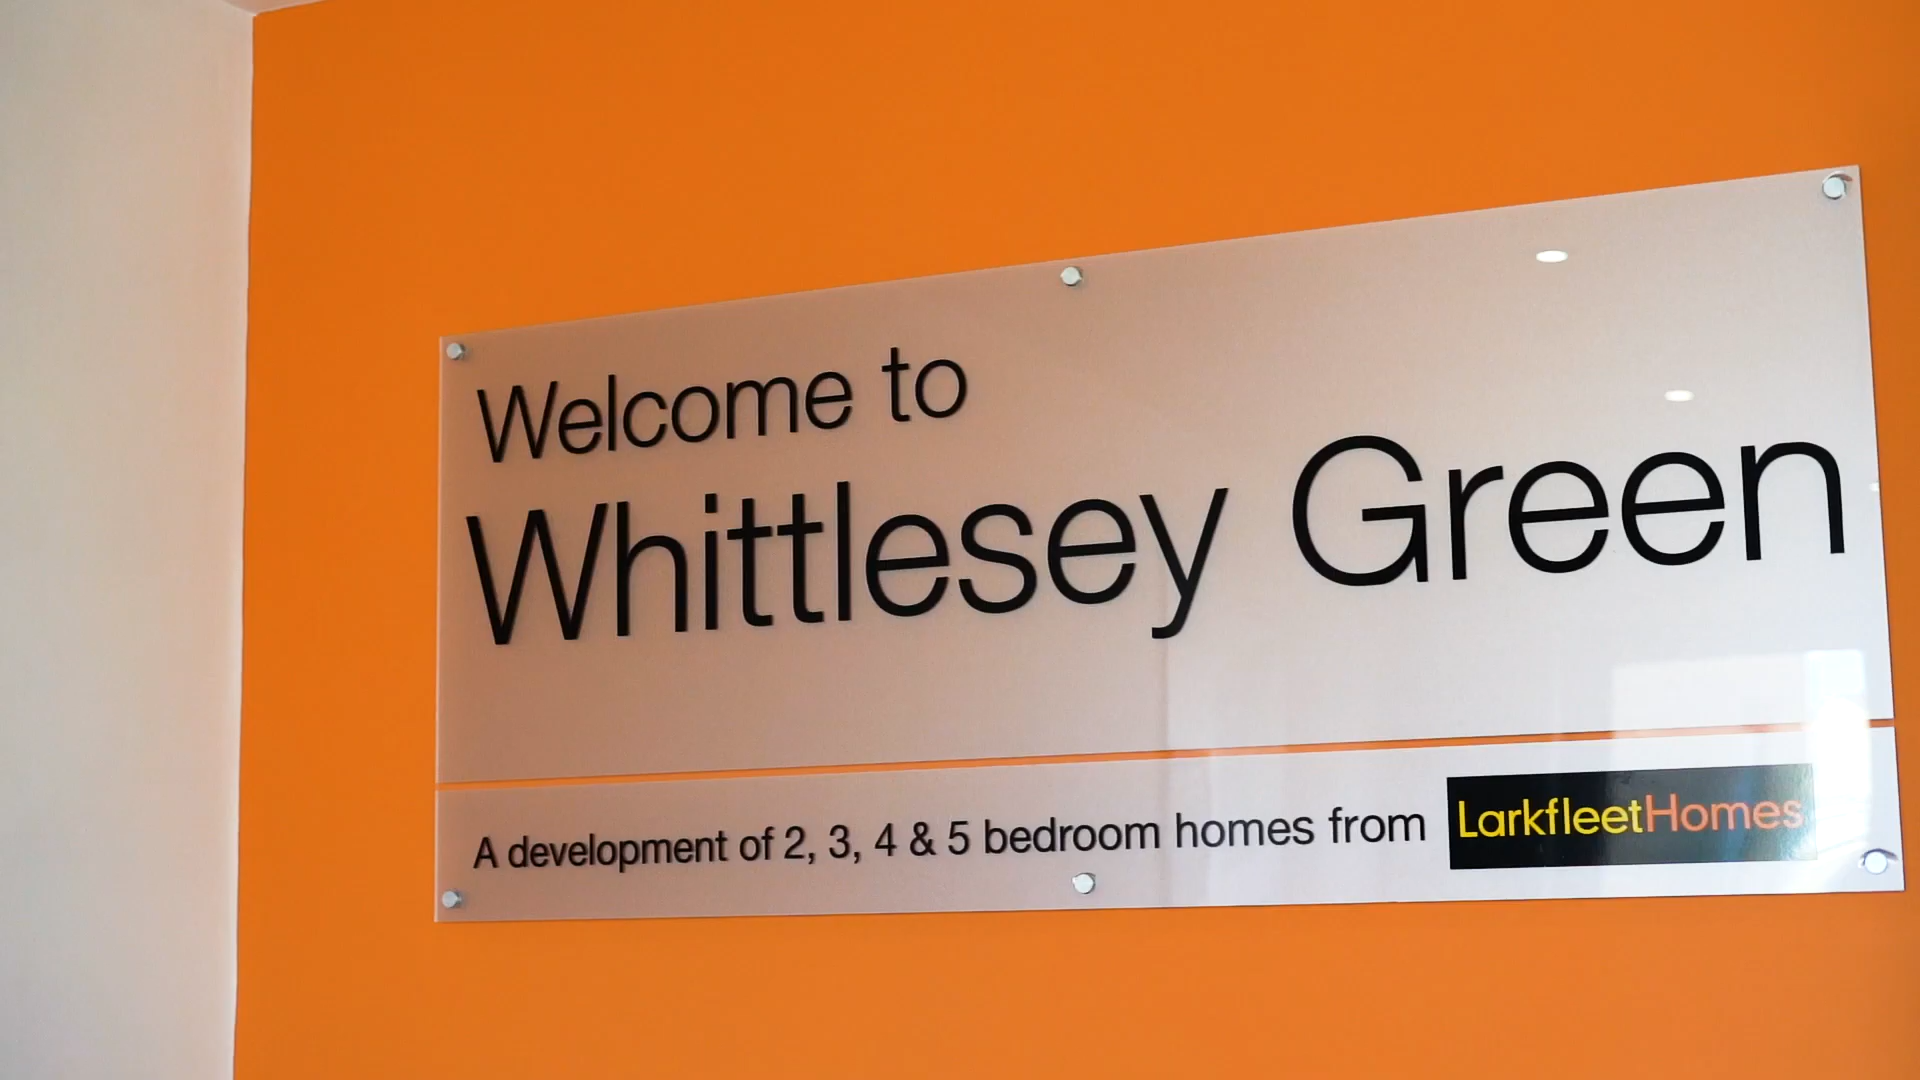 Welcome to
Whittlesey Green
A development of 2, 3, 4 & 5 bedroom homes from LarkfleetHomes